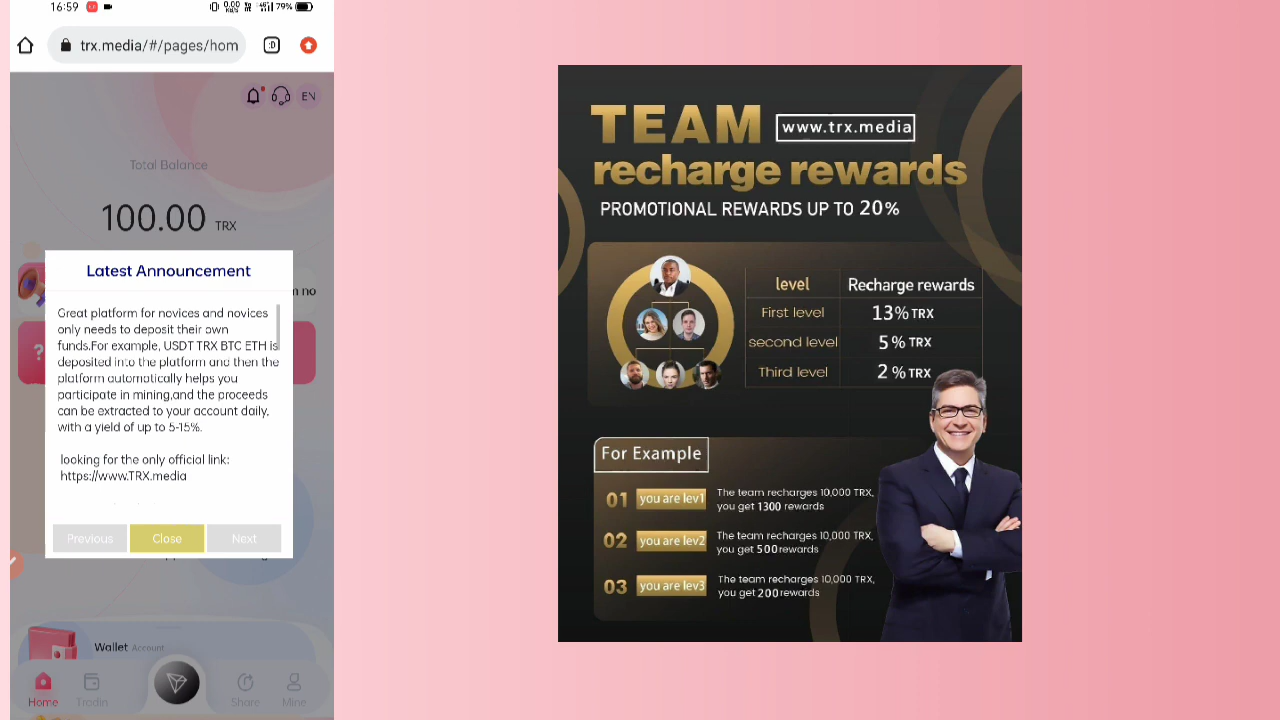 16:59
0.00
KB/s
79%
trx.media/#/pages/hom
:D
EN
Total Balance
100.00 TRX
n no
?
Latest Announcement
Great platform for novices and novices
only needs to deposit their own
funds.For example, USDT TRX BTC ETH is
deposited into the platform and then the
platform automatically helps you
participate in mining,and the proceeds
can be extracted to your account daily,
with a yield of up to 5-15%.
looking for the only official link:
https://www.TRX.media
Previous
Close
Next
Wallet Account
Home
Tradin
Share
Mine
TEAM
www.trx.media
recharge rewards
PROMOTIONAL REWARDS UP TO 20%
level Recharge rewards
First level 13% TRX
second level 5% TRX
Third level 2% TRX
For Example
01 you are lev1 The team recharges 10,000 TRX,
you get 1300 rewards
02 you are lev2 The team recharges 10,000 TRX,
you get 500 rewards
03 you are lev3 The team recharges 10,000 TRX,
you get 200 rewards